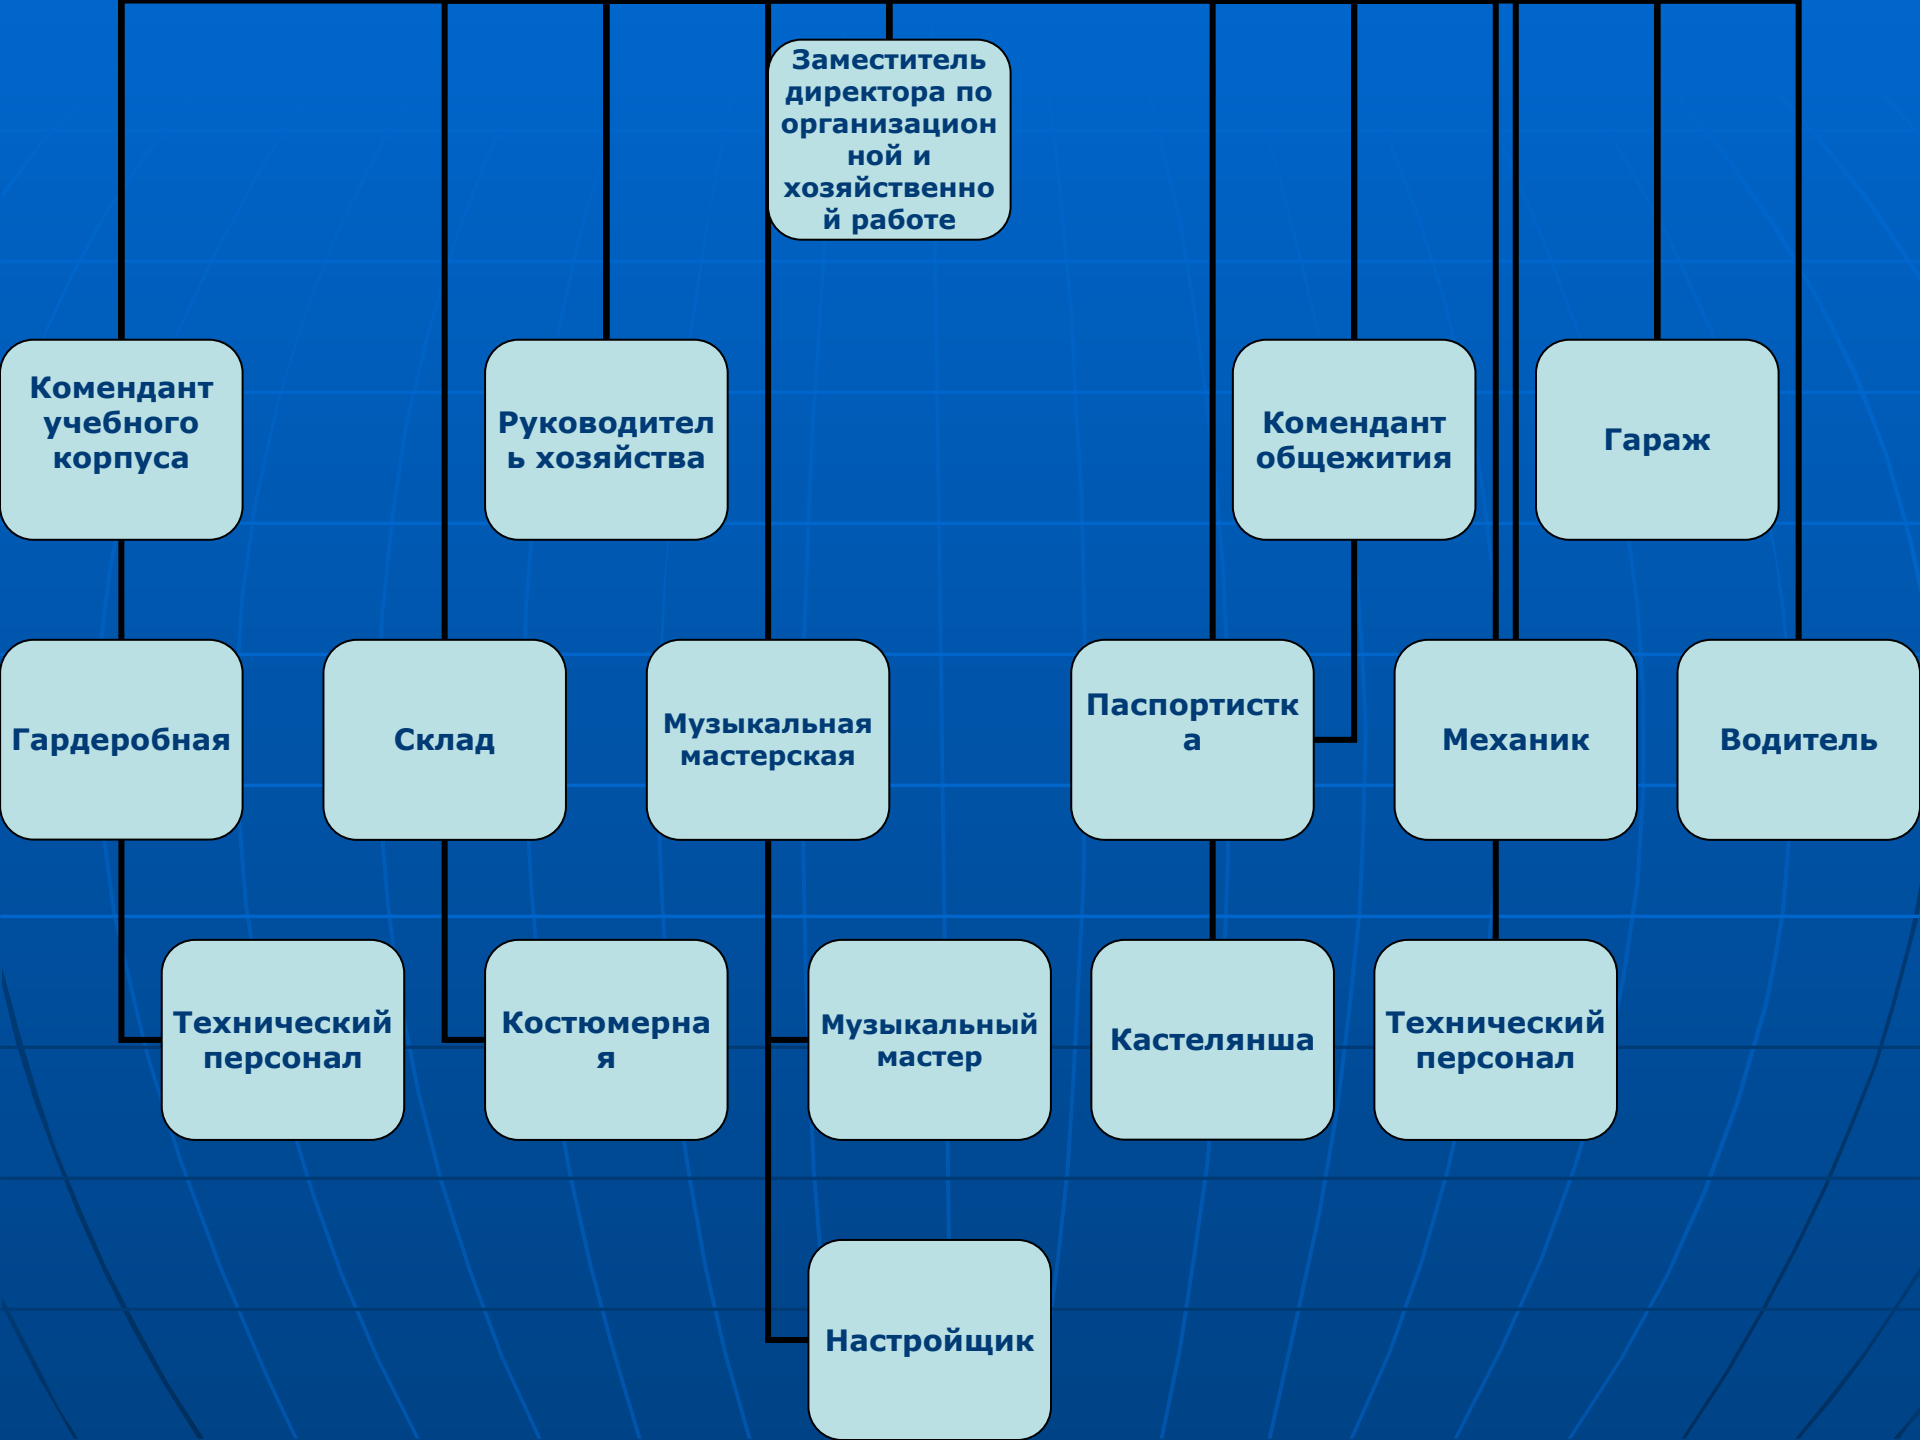 Заместитель
директора по
организацион
ной и
хозяйственно
й работе
Комендант
учебного
корпуса
Руководител
ь хозяйства
Комендант
общежития
Гараж
Гардеробная
Склад
Музыкальная
мастерская
Паспортистк
а
Механик
Водитель
Технический
персонал
Костюмерна
я
Музыкальный
мастер
Кастелянша
Технический
персонал
Настройщик